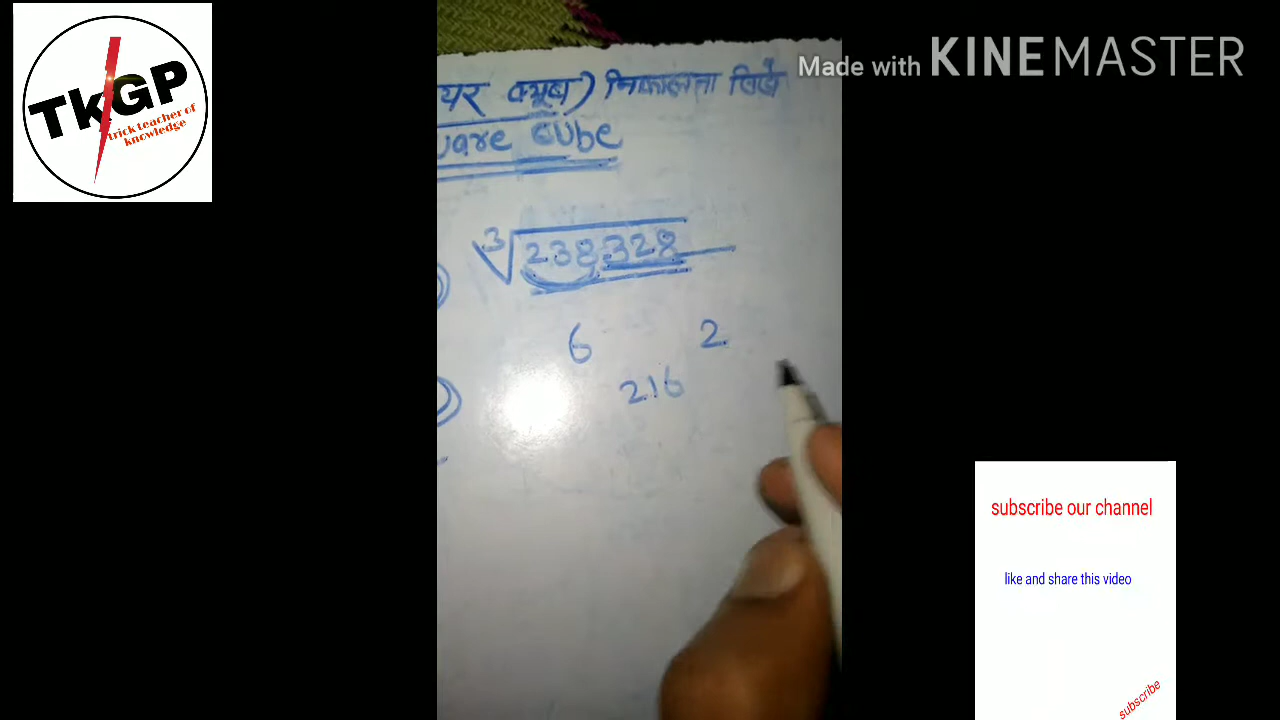 TKGP
trick teacher of
knowledge
Made with KINEMASTER
यर क्यूब) निकालना सिखे
uare cube
3√238328
6 2
216
subscribe our channel
like and share this video
subscribe